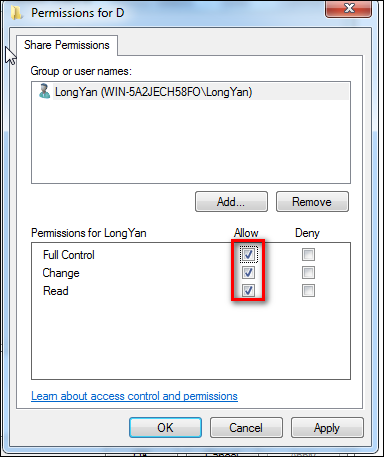 Permissions for D
Share Permissions
Group or user names:
LongYan (WIN-5A2JECH58FO\LongYan)
Add... Remove
Permissions for LongYan Allow Deny
Full Control
Change
Read
Learn about access control and permissions
OK Cancel Apply